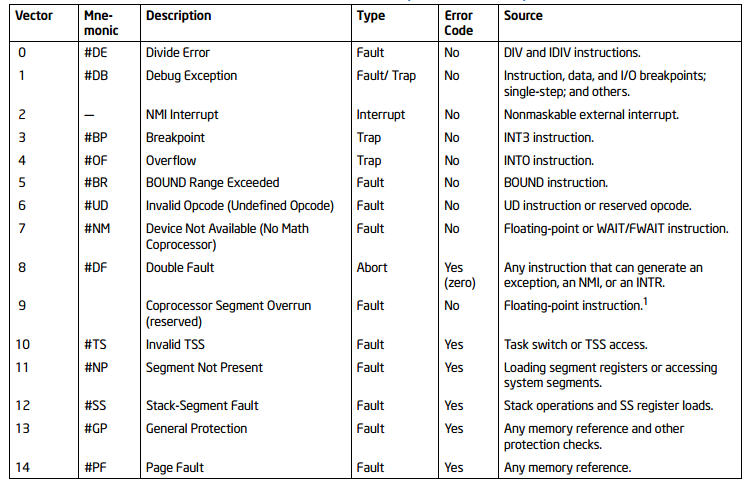 Vector Mne- Description Type Error Source
monic Code
0 #DE Divide Error Fault No DIV and IDIV instructions.
1 #DB Debug Exception Fault/ Trap No Instruction, data, and I/O breakpoints;
single-step; and others.
2 — NMI Interrupt Interrupt No Nonmaskable external interrupt.
3 #BP Breakpoint Trap No INT3 instruction.
4 #OF Overflow Trap No INTO instruction.
5 #BR BOUND Range Exceeded Fault No BOUND instruction.
6 #UD Invalid Opcode (Undefined Opcode) Fault No UD instruction or reserved opcode.
7 #NM Device Not Available (No Math Fault No Floating-point or WAIT/FWAIT instruction.
Coprocessor)
8 #DF Double Fault Abort Yes Any instruction that can generate an
(zero) exception, an NMI, or an INTR.
9 Coprocessor Segment Overrun Fault No Floating-point instruction.1
(reserved)
10 #TS Invalid TSS Fault Yes Task switch or TSS access.
11 #NP Segment Not Present Fault Yes Loading segment registers or accessing
system segments.
12 #SS Stack-Segment Fault Fault Yes Stack operations and SS register loads.
13 #GP General Protection Fault Yes Any memory reference and other
protection checks.
14 #PF Page Fault Fault Yes Any memory reference.